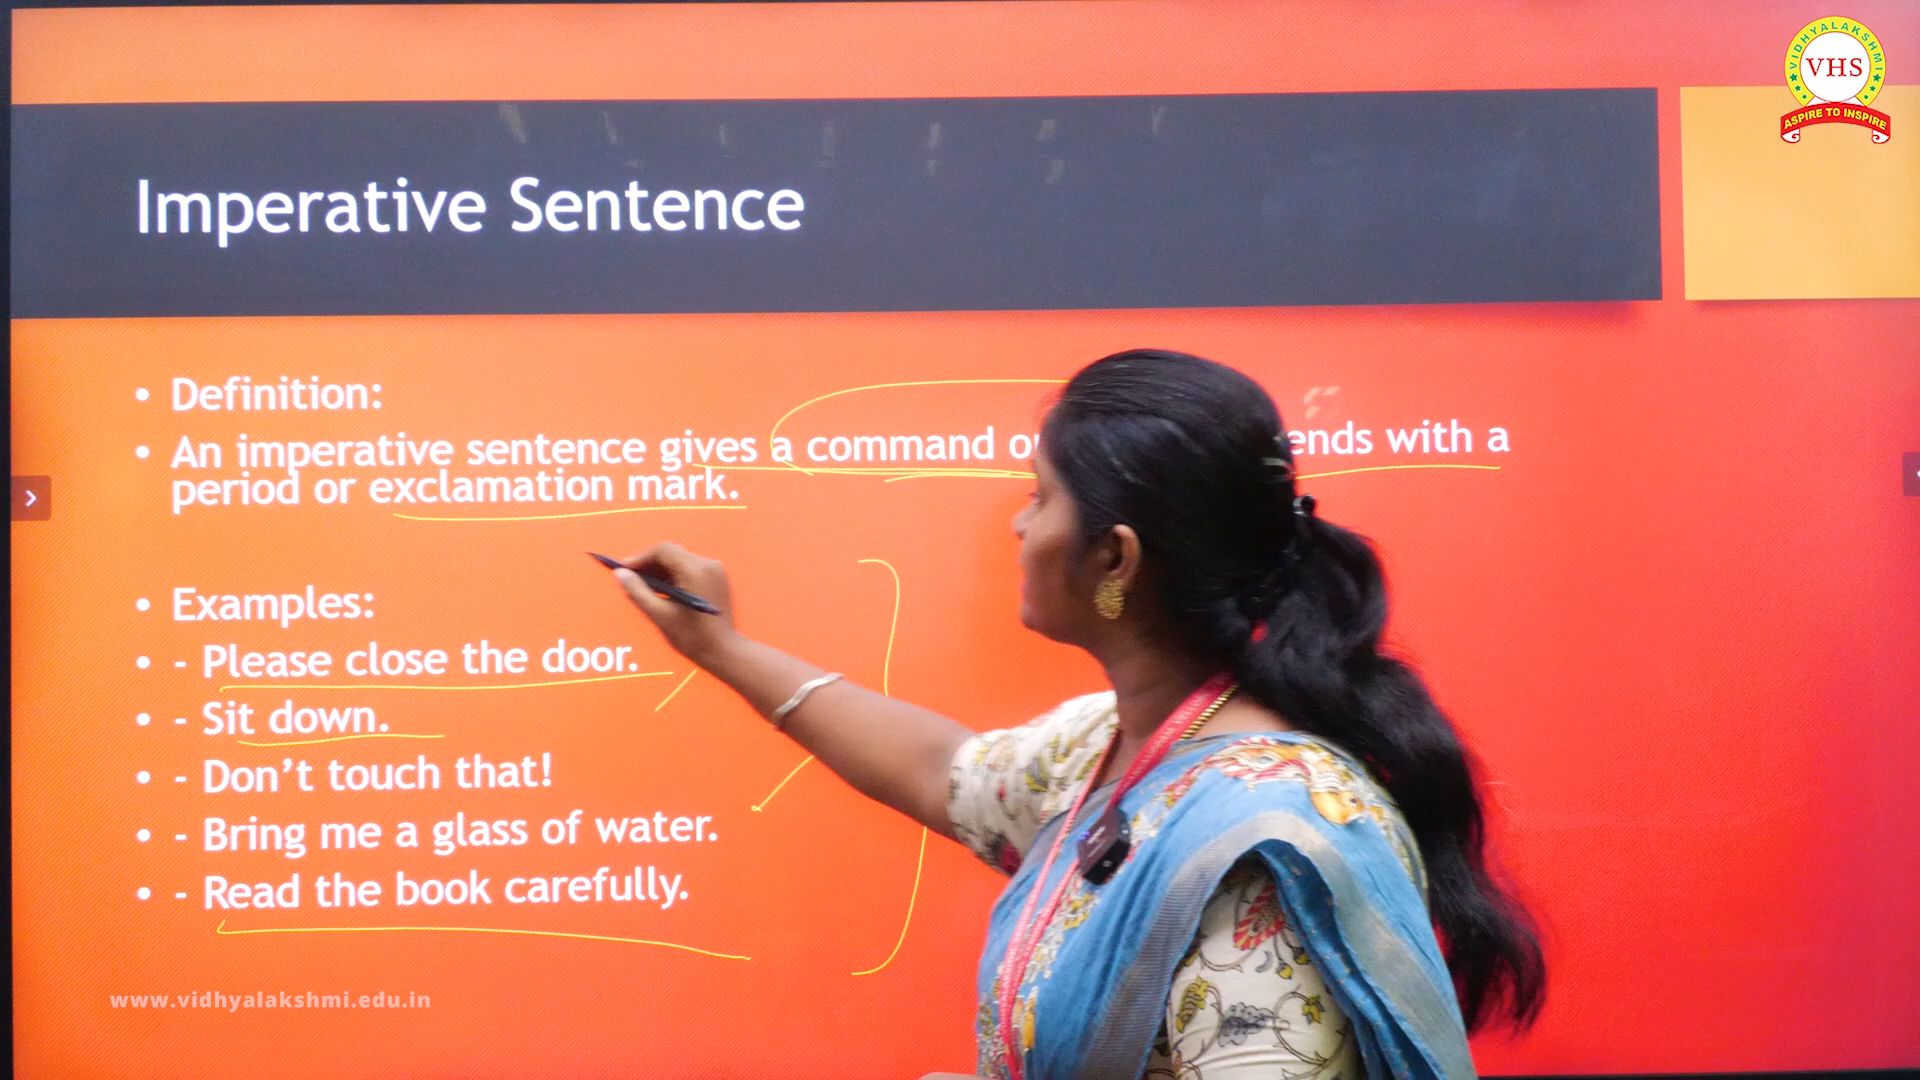 VIDHYALAKSHMI
VHS
ASPIRE TO INSPIRE
Imperative Sentence
• Definition:
• An imperative sentence gives a command or ends with a
period or exclamation mark.
• Examples:
• - Please close the door.
• - Sit down.
• - Don’t touch that!
• - Bring me a glass of water.
• - Read the book carefully.
www.vidhyalakshmi.edu.in